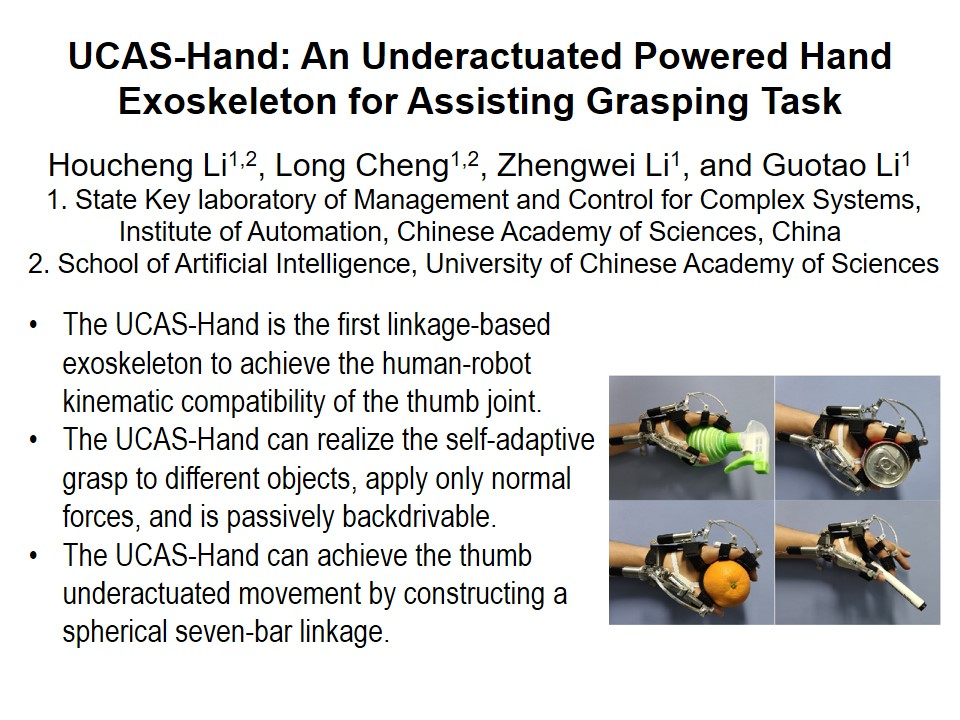 UCAS-Hand: An Underactuated Powered Hand
Exoskeleton for Assisting Grasping Task
Houcheng Li1,2, Long Cheng1,2, Zhengwei Li1, and Guotao Li1
1. State Key laboratory of Management and Control for Complex Systems,
Institute of Automation, Chinese Academy of Sciences, China
2. School of Artificial Intelligence, University of Chinese Academy of Sciences
• The UCAS-Hand is the first linkage-based
exoskeleton to achieve the human-robot
kinematic compatibility of the thumb joint.
• The UCAS-Hand can realize the self-adaptive
grasp to different objects, apply only normal
forces, and is passively backdrivable.
• The UCAS-Hand can achieve the thumb
underactuated movement by constructing a
spherical seven-bar linkage.